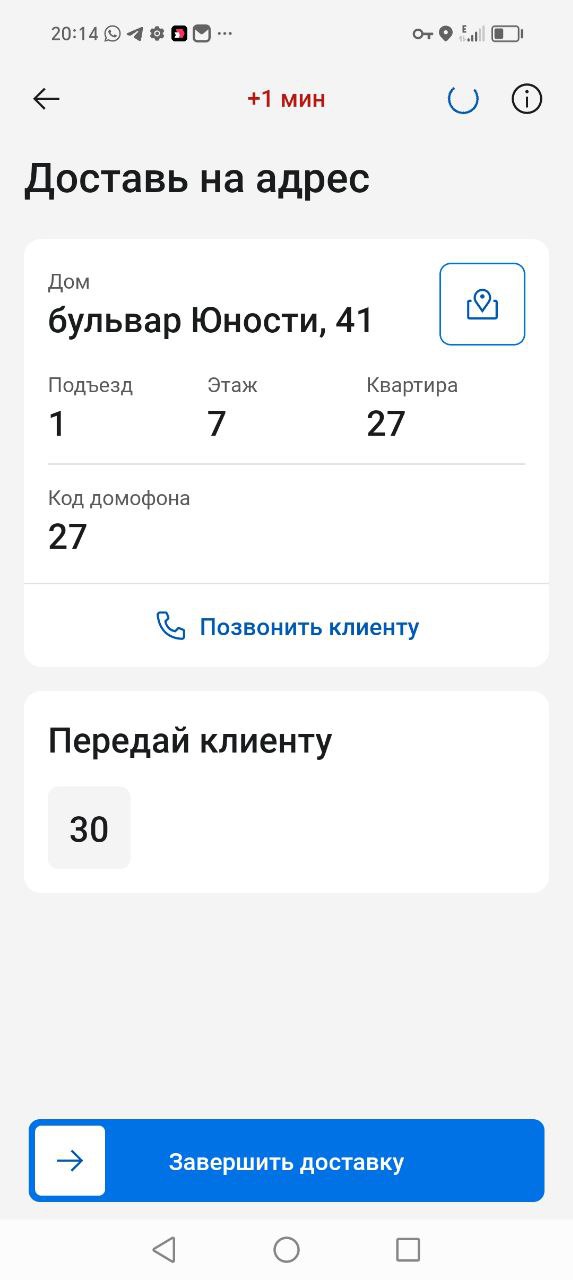 20:14
E
+1 мин
Доставь на адрес
Дом
бульвар Юности, 41
Подъезд Этаж Квартира
1 7 27
Код домофона
27
Позвонить клиенту
Передай клиенту
30
Завершить доставку